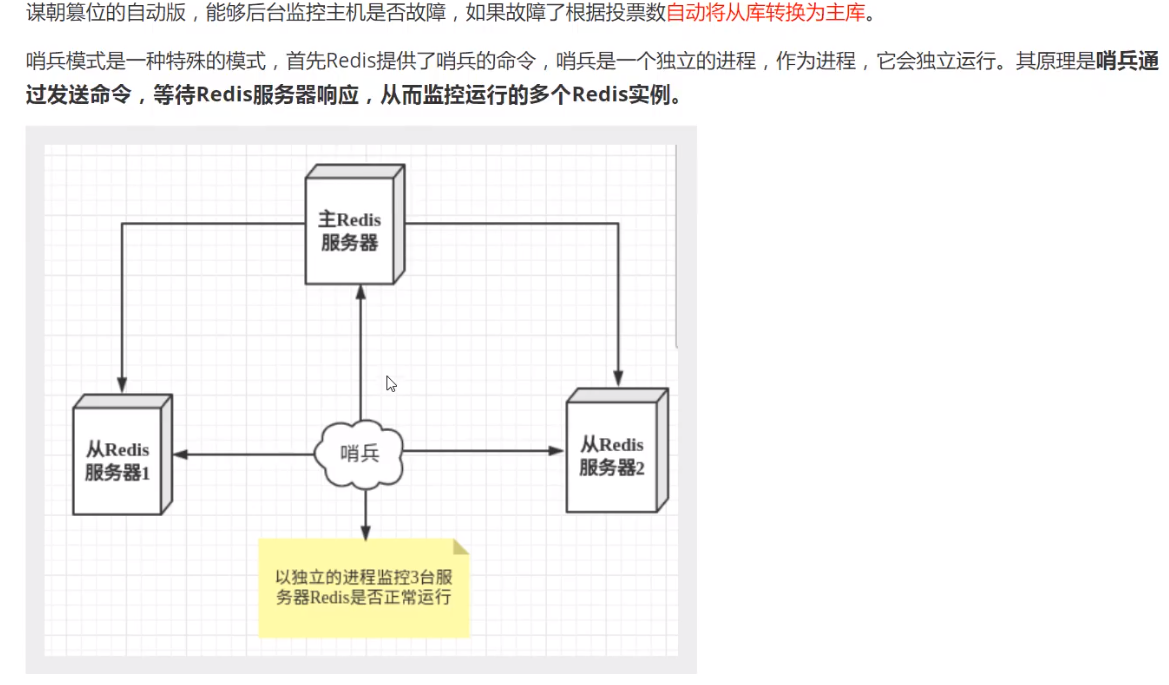 谋朝篡位的自动版，能够后台监控主机是否故障，如果故障了根据投票数自动将从库转换为主库。
哨兵模式是一种特殊的模式，首先Redis提供了哨兵的命令，哨兵是一个独立的进程，作为进程，它会独立运行。其原理是哨兵通
过发送命令，等待Redis服务器响应，从而监控运行的多个Redis实例。
主Redis
服务器
从Redis
服务器1
哨兵
从Redis
服务器2
以独立的进程监控3台服
务器Redis是否正常运行